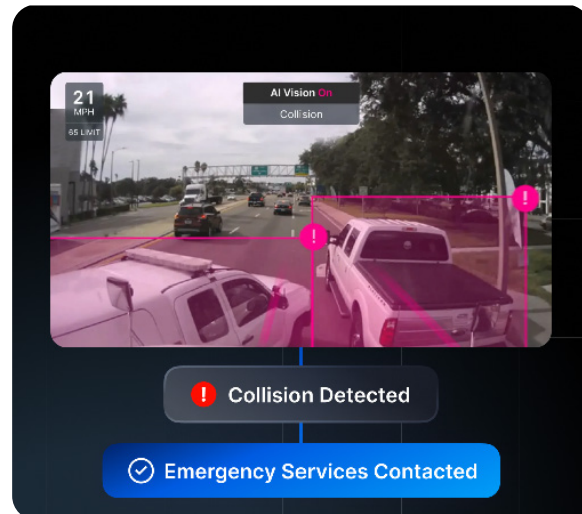 21
MPH
65 LIMIT
AI Vision On
Collision
!
!
! Collision Detected
Emergency Services Contacted